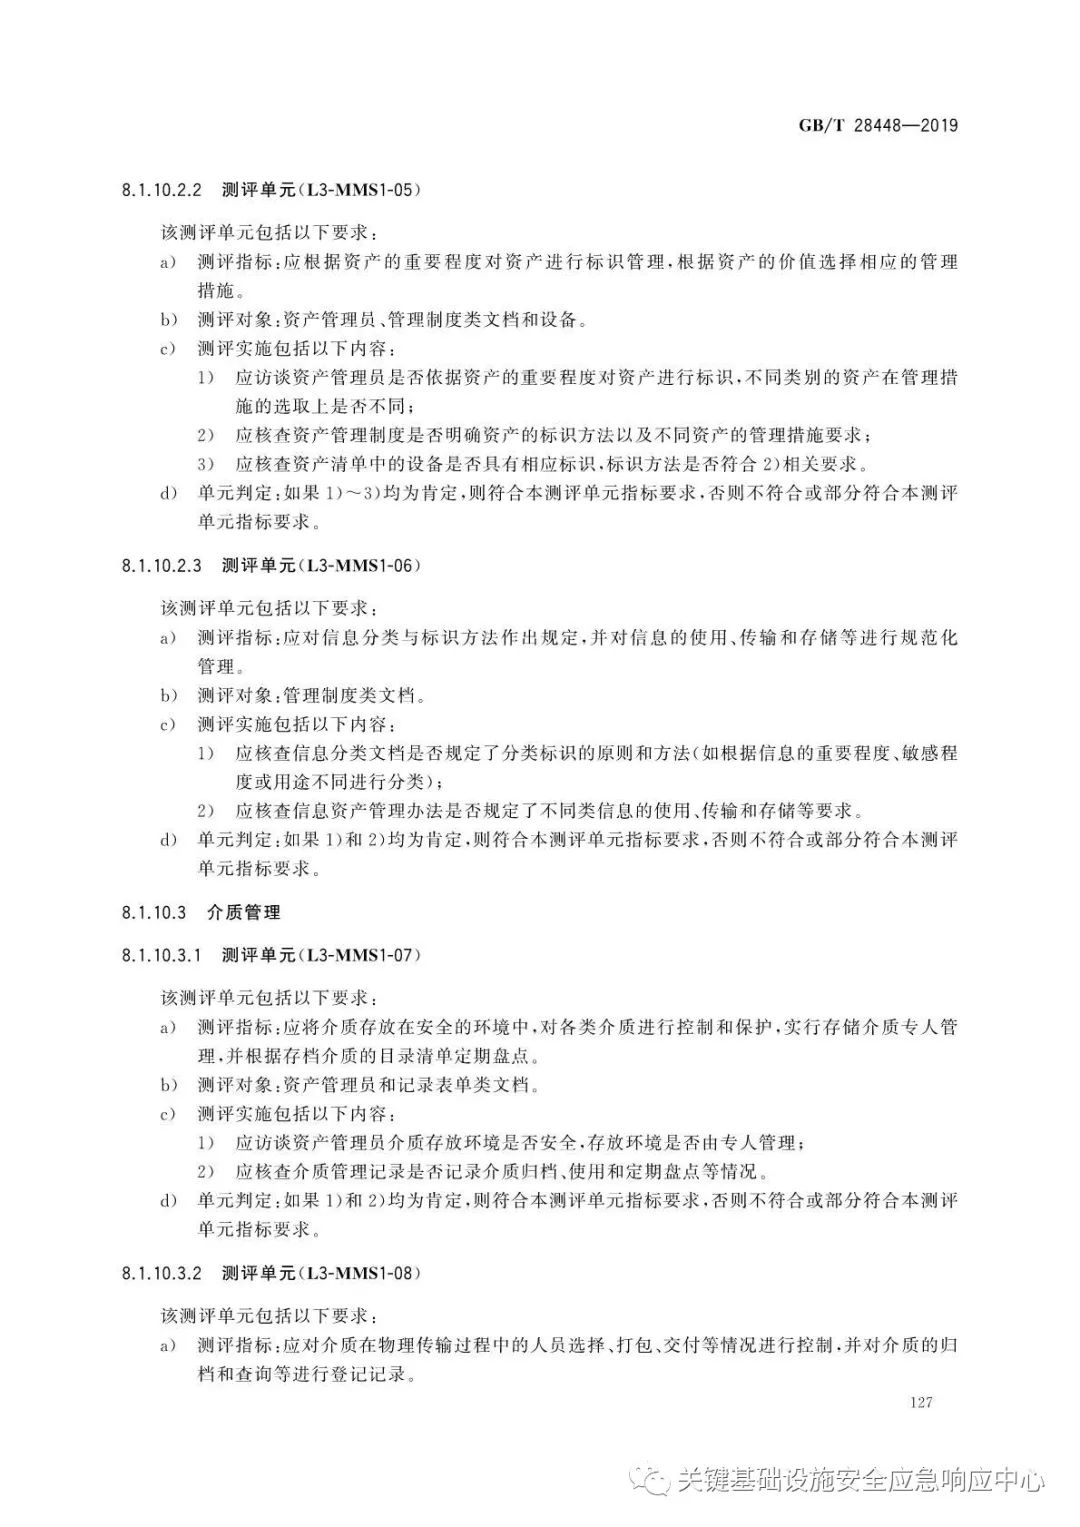 GB/T 28448—2019
8.1.10.2.2 测评单元(L3-MMS1-05)
该测评单元包括以下要求:
a) 测评指标:应根据资产的重要程度对资产进行标识管理,根据资产的价值选择相应的管理
措施。
b) 测评对象:资产管理员、管理制度类文档和设备。
c) 测评实施包括以下内容:
1) 应访谈资产管理员是否依据资产的重要程度对资产进行标识,不同类别的资产在管理措
施的选取上是否不同;
2) 应核查资产管理制度是否明确资产的标识方法以及不同资产的管理措施要求;
3) 应核查资产清单中的设备是否具有相应标识,标识方法是否符合2)相关要求。
d) 单元判定:如果1)~3)均为肯定,则符合本测评单元指标要求,否则不符合或部分符合本测评
单元指标要求。
8.1.10.2.3 测评单元(L3-MMS1-06)
该测评单元包括以下要求:
a) 测评指标:应对信息分类与标识方法作出规定,并对信息的使用、传输和存储等进行规范化
管理。
b) 测评对象:管理制度类文档。
c) 测评实施包括以下内容:
1) 应核查信息分类文档是否规定了分类标识的原则和方法(如根据信息的重要程度、敏感程
度或用途不同进行分类);
2) 应核查信息资产管理办法是否规定了不同类信息的使用、传输和存储等要求。
d) 单元判定:如果1)和2)均为肯定,则符合本测评单元指标要求,否则不符合或部分符合本测评
单元指标要求。
8.1.10.3 介质管理
8.1.10.3.1 测评单元(L3-MMS1-07)
该测评单元包括以下要求:
a) 测评指标:应将介质存放在安全的环境中,对各类介质进行控制和保护,实行存储介质专人管
理,并根据存档介质的目录清单定期盘点。
b) 测评对象:资产管理员和记录表单类文档。
c) 测评实施包括以下内容:
1) 应访谈资产管理员介质存放环境是否安全,存放环境是否由专人管理;
2) 应核查介质管理记录是否记录介质归档、使用和定期盘点等情况。
d) 单元判定:如果1)和2)均为肯定,则符合本测评单元指标要求,否则不符合或部分符合本测评
单元指标要求。
8.1.10.3.2 测评单元(L3-MMS1-08)
该测评单元包括以下要求:
a) 测评指标:应对介质在物理传输过程中的人员选择、打包、交付等情况进行控制,并对介质的归
档和查询等进行登记记录。
127
关键基础设施安全应急响应中心